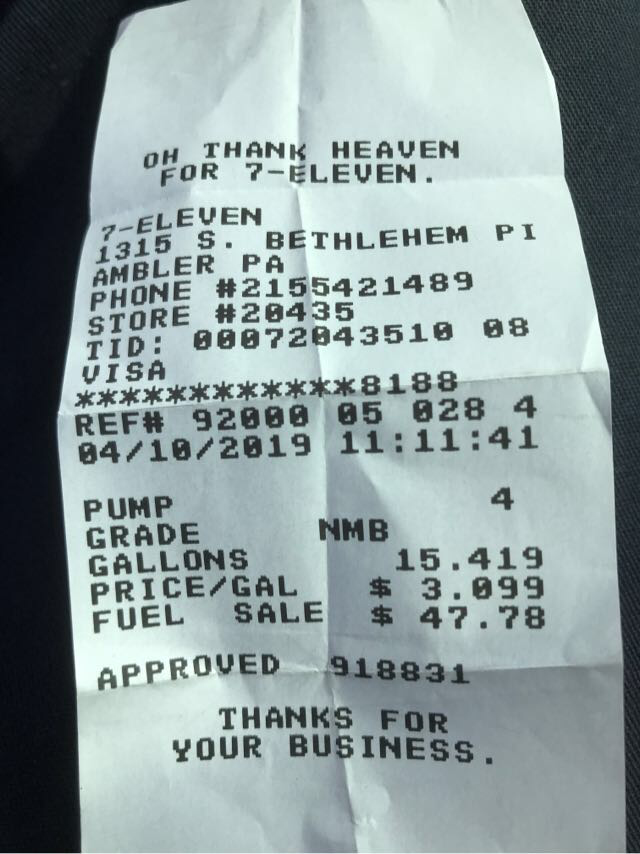 OH THANK HEAVEN
FOR 7-ELEVEN.
7-ELEVEN
1315 S. BETHLEHEM PI
AMBLER PA
PHONE #2155421489
STORE #20435
TID: 00072043510 08
VISA
************8188
REF# 92000 05 028 4
04/10/2019 11:11:41
PUMP 4
GRADE NMB
GALLONS 15.419
PRICE/GAL $ 3.099
FUEL SALE $ 47.78
APPROVED 918831
THANKS FOR
YOUR BUSINESS.